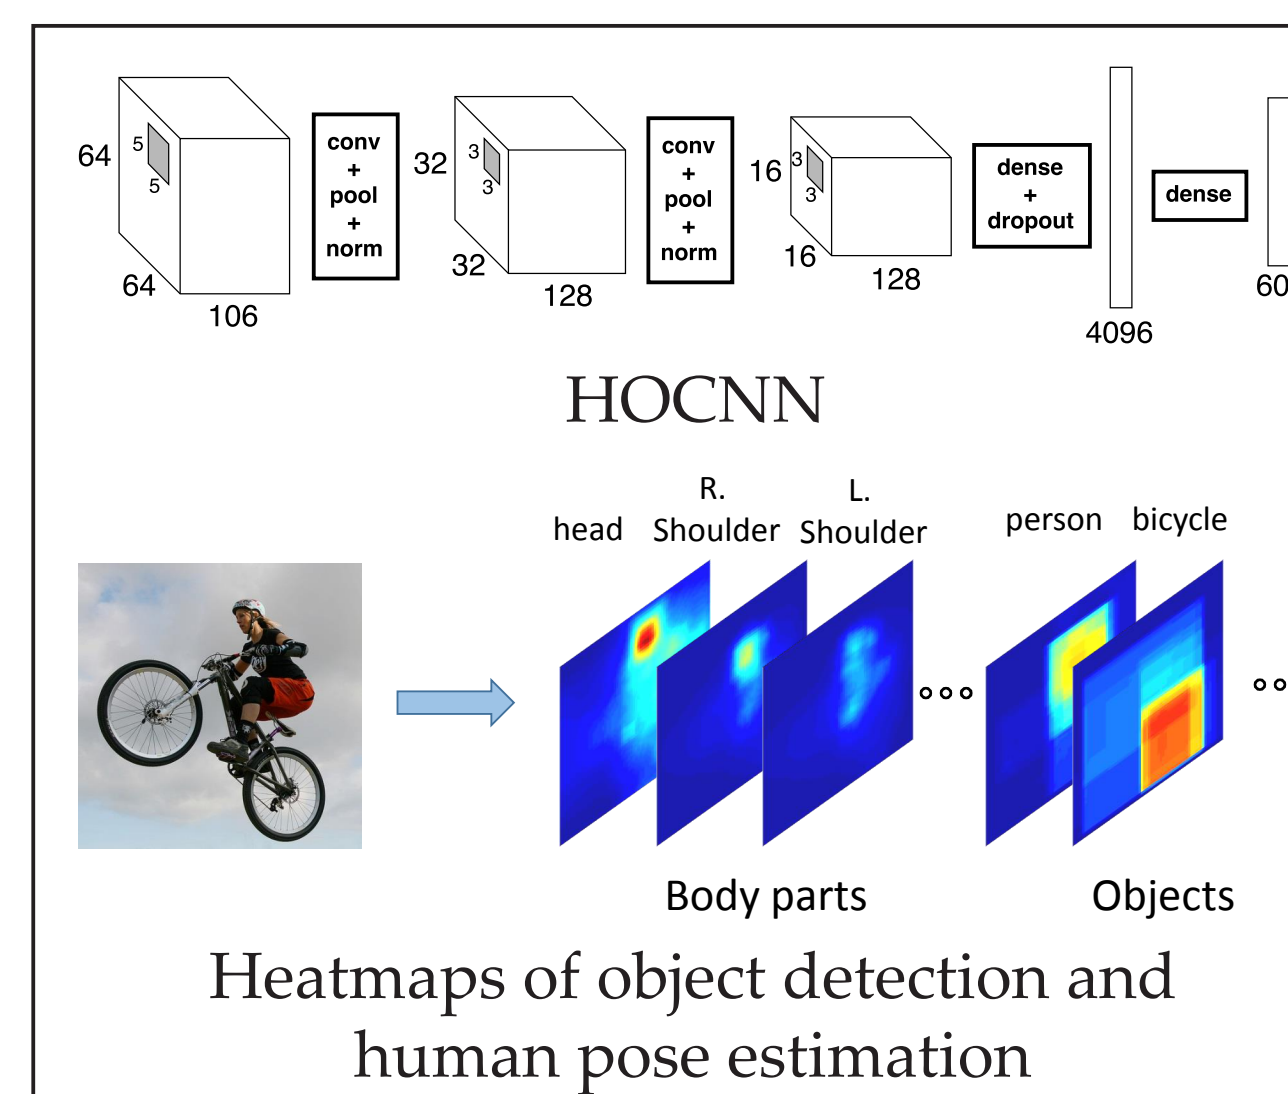 64
5
5
64
106
conv
+
pool
+
norm
32
3
3
32
128
conv
+
pool
+
norm
16
3
3
16
128
dense
+
dropout
4096
dense
60
HOCNN
head
R.
Shoulder
L.
Shoulder
person
bicycle
Body parts
Objects
Heatmaps of object detection and
human pose estimation